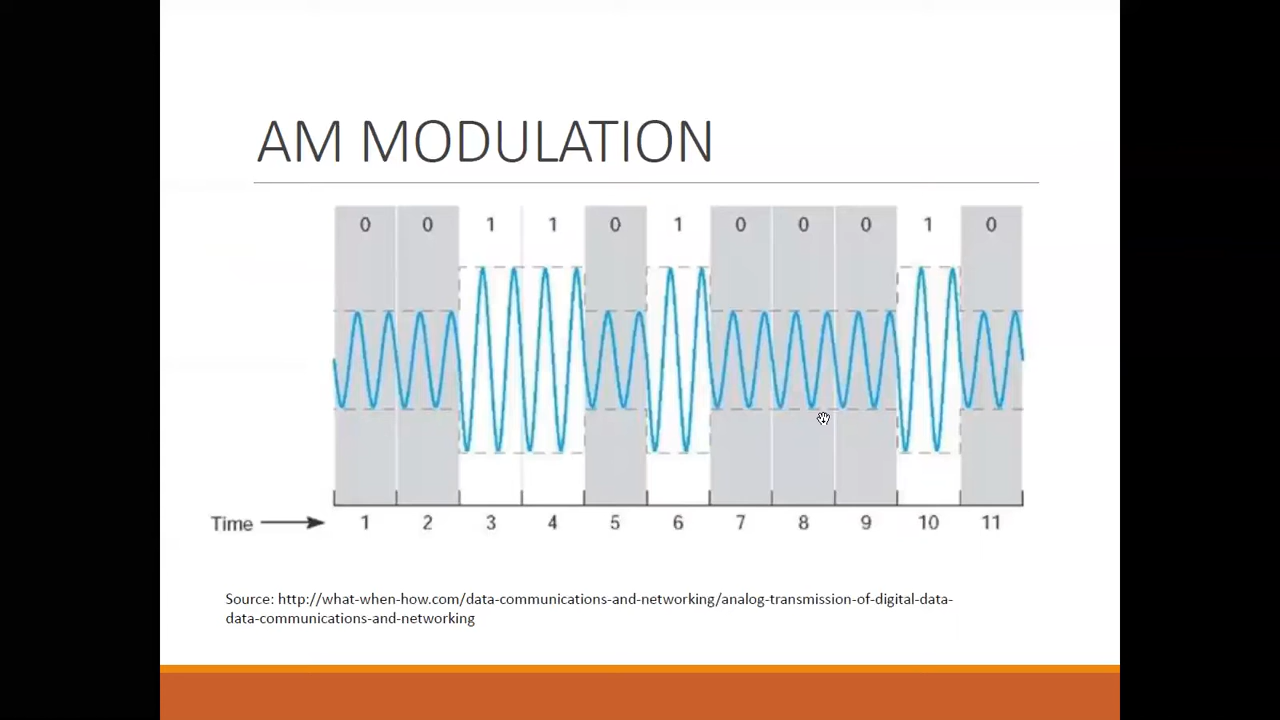 AM MODULATION
0 0 1 1 0 1 0 0 0 1 0
Time 1 2 3 4 5 6 7 8 9 10 11
Source: http://what-when-how.com/data-communications-and-networking/analog-transmission-of-digital-data-
data-communications-and-networking